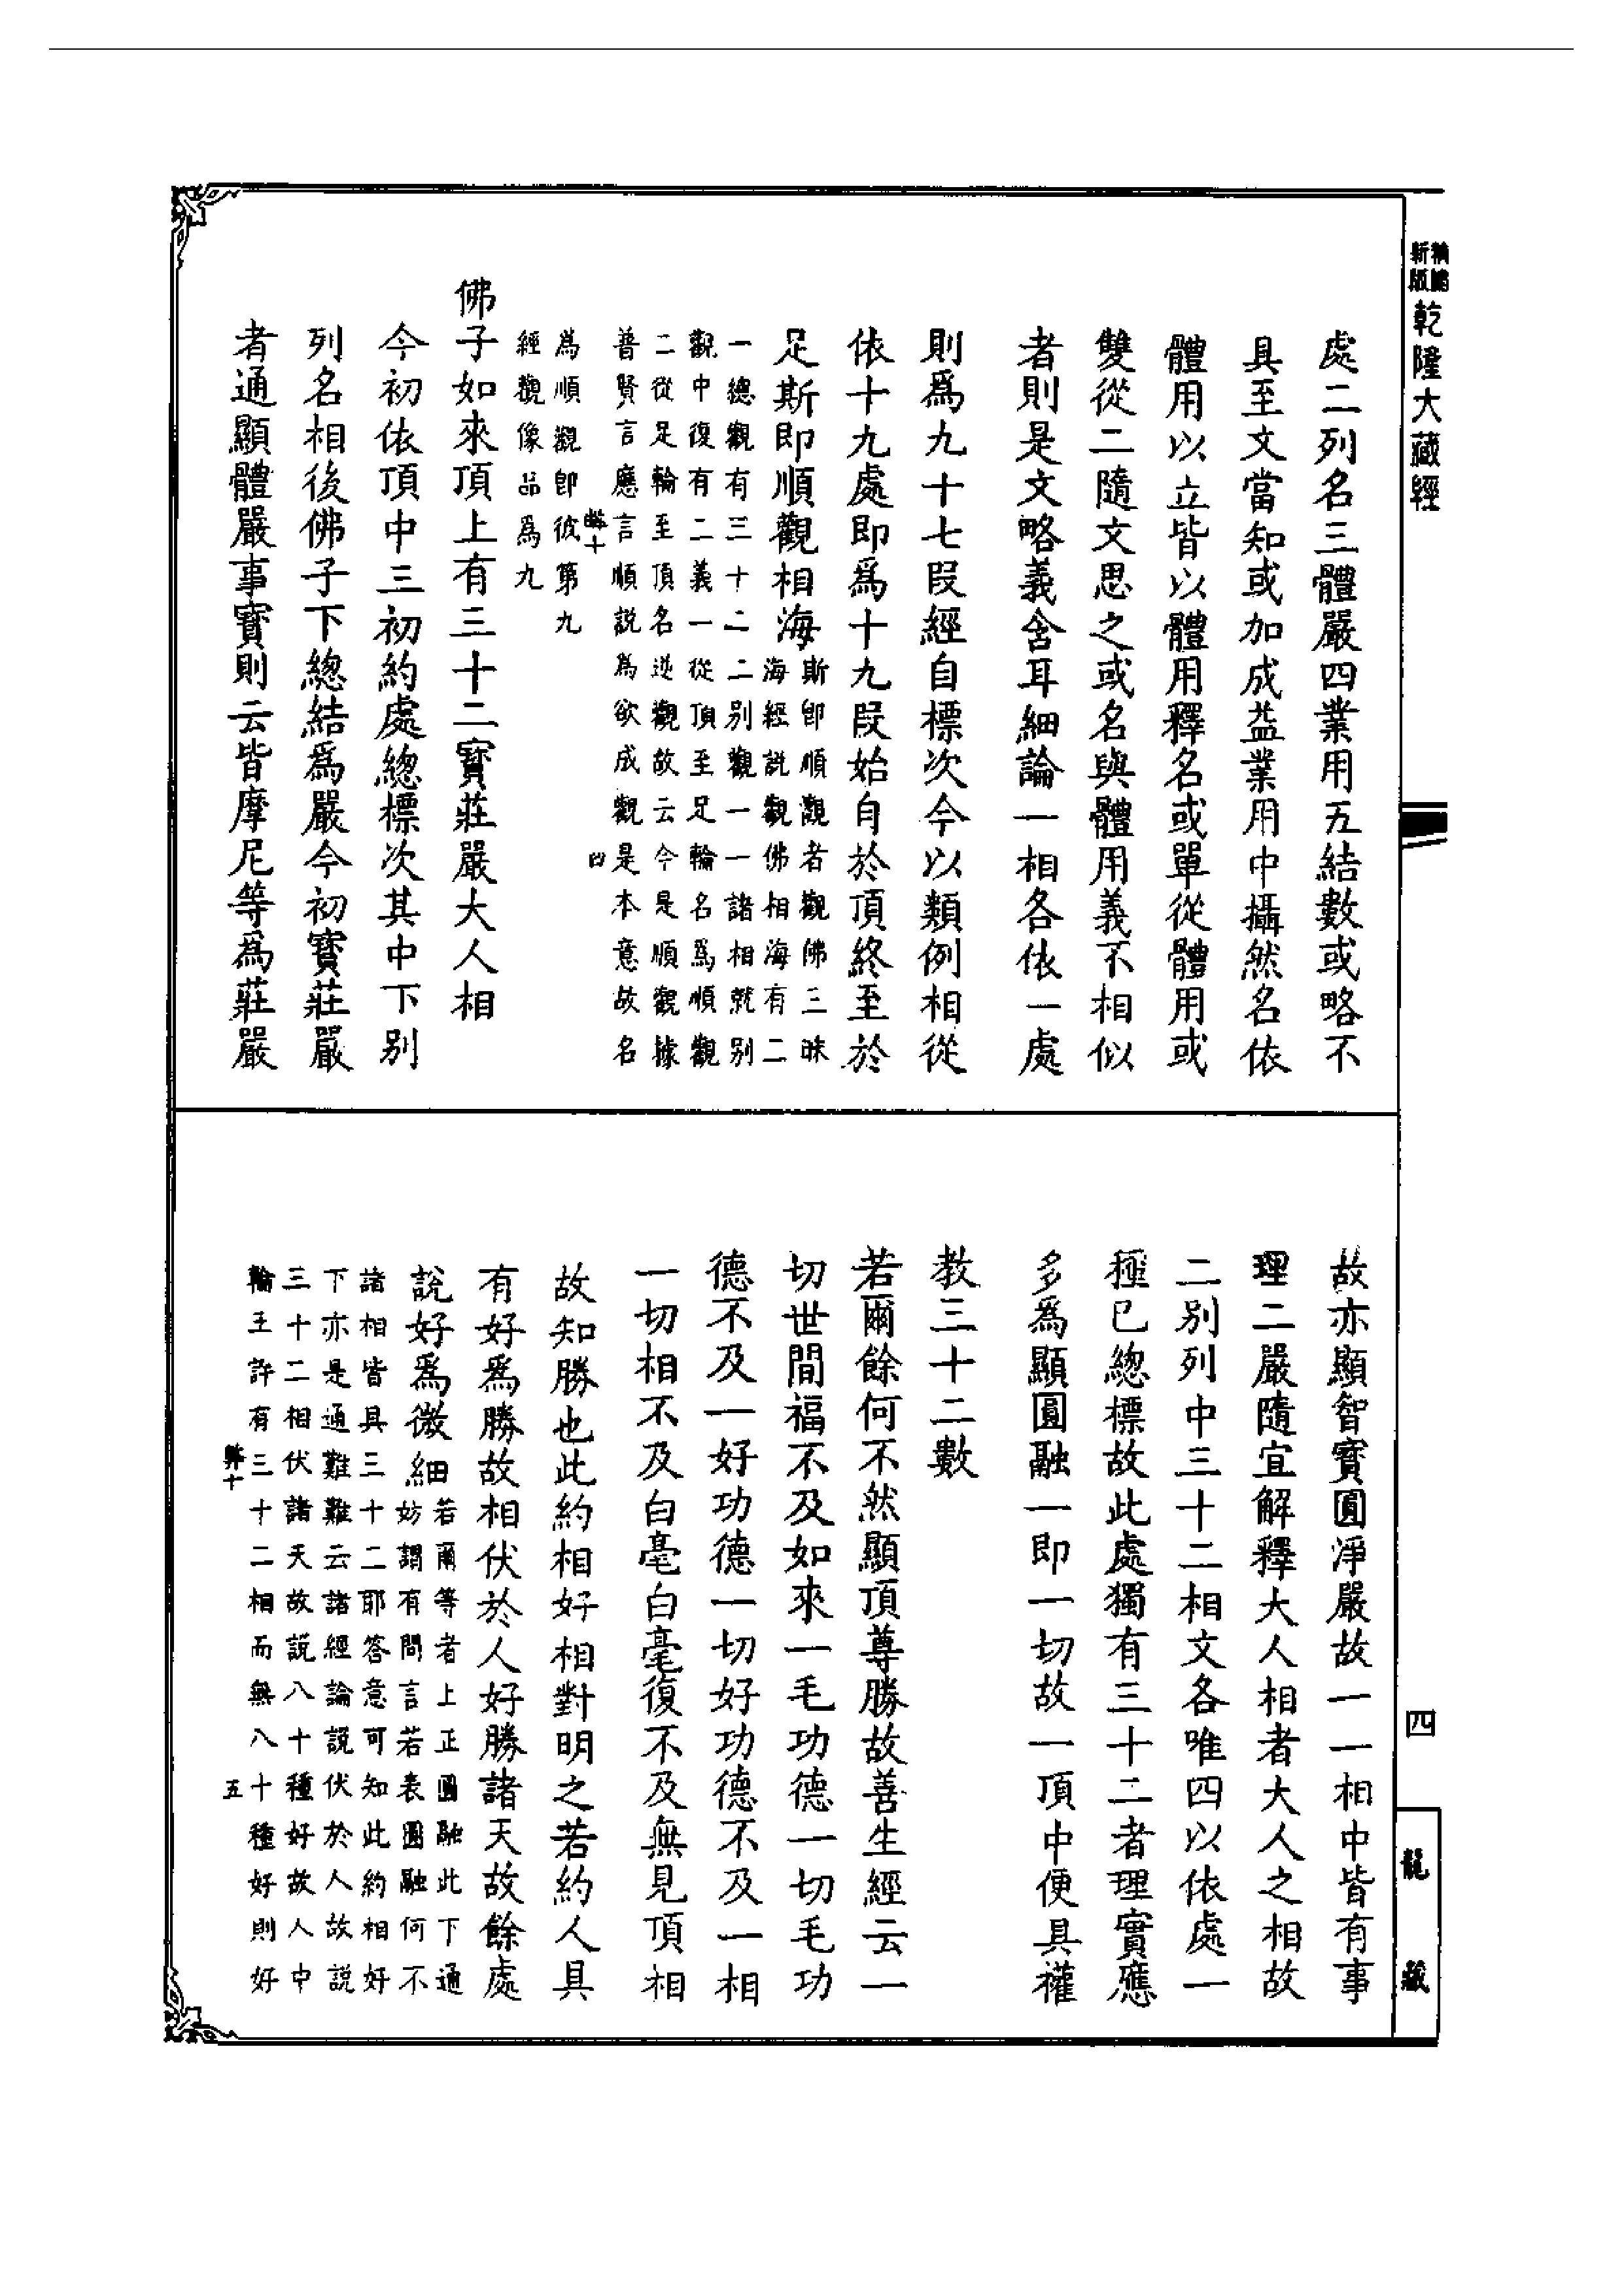 新版 精縮 乾隆大藏經
處二列名三體嚴四業用五結數或略不
具至文當知或加成益業用中攝然名依
體用以立皆以體用釋名或單從體用或
雙從二隨文思之或名與體用義不相似
者則是文略義含耳細論一相各依一處
則爲九十七段經自標次今以類例相從
依十九處即爲十九段始自於頂終至於
足斯即順觀相海
斯卽順觀者觀佛三昧
海經說觀佛相海有二
一總觀有三十二二別觀一一諸相就別
觀中復有二義一從頂至足輪名爲順觀
二從足輪至頂名逆觀故云今是順觀據
普賢言應言順說為欲成觀是本意故名
為順觀卽彼第九
經觀像品爲九
佛子如來頂上有三十二寶莊嚴大人相
今初依頂中三初約處總標次其中下別
列名相後佛子下總結爲嚴今初寶莊嚴
者通顯體嚴事寶則云皆摩尼等爲莊嚴
故亦顯智寶圓淨嚴故一一相中皆有事
理二嚴隨宜解釋大人相者大人之相故
二別列中三十二相文各唯四以依處一
種已總標故此處獨有三十二者理實應
多為顯圓融一即一切故一頂中便具權
教三十二數
若爾餘何不然顯頂尊勝故善生經云一
切世間福不及如來一毛功德一切毛功
德不及一好功德一切好功德不及一相
一切相不及白毫白毫復不及無見頂相
故知勝也此約相好相對明之若約人具
有好爲勝故相伏於人好勝諸天故餘處
說好爲微細
若爾等者上正圓融此下通
妨謂有問言若表圓融何不
諸相皆具三十二耶答意可知此約相好
下亦是通難難云諸經論說伏於人故說
三十二相伏諸天故說八十種好故人中
輪王許有三十二相而無八十種好則好
四
龍藏